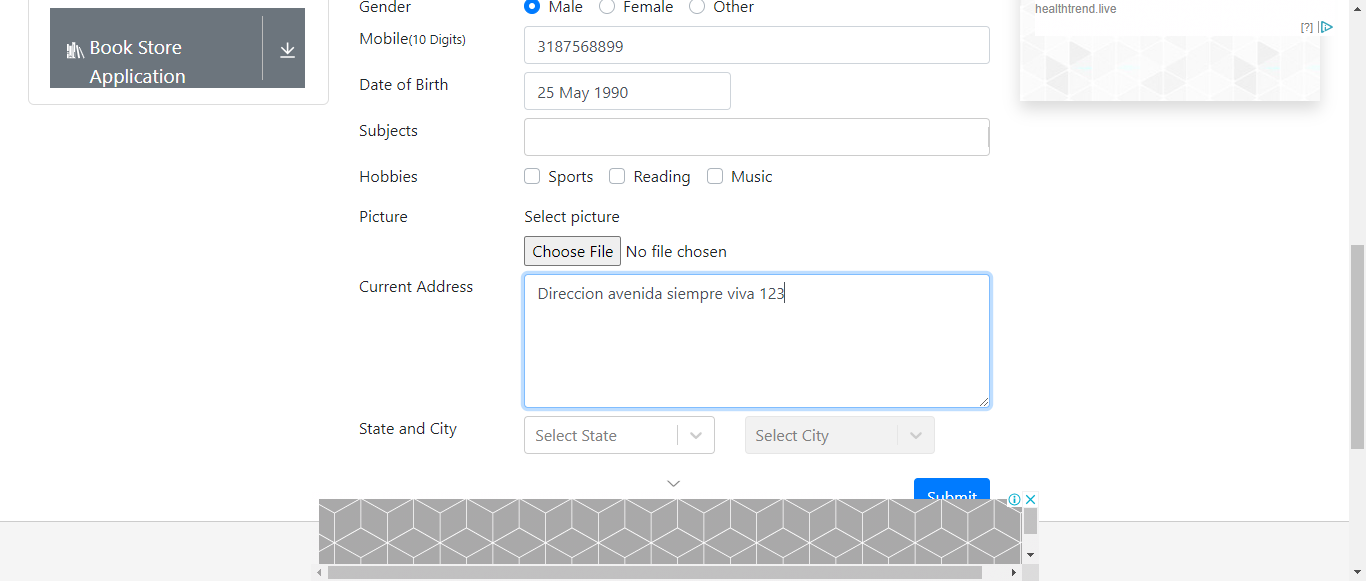 Gender Male Female Other
healthtrend.live
[?]
Book Store
Application
Mobile(10 Digits) 3187568899
Date of Birth 25 May 1990
Subjects
Hobbies Sports Reading Music
Picture Select picture
Choose File No file chosen
Current Address Direccion avenida siempre viva 123
State and City Select State Select City
Submit